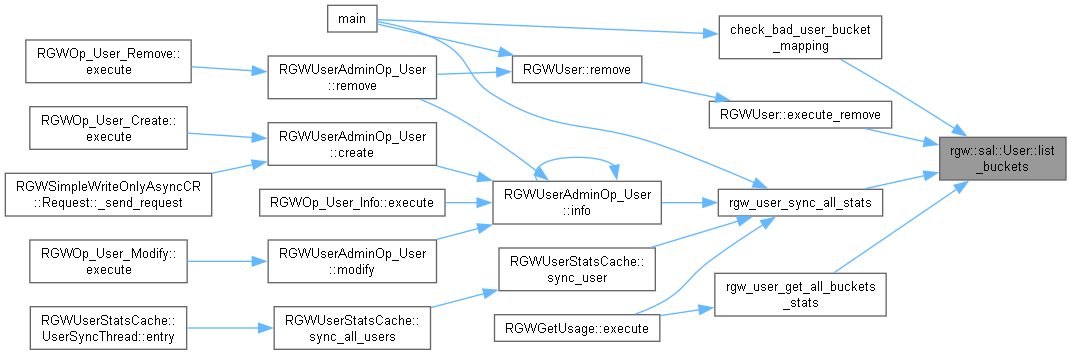 main
check_bad_user_bucket
_mapping
RGWOp_User_Remove::
execute
RGWUserAdminOp_User
::remove
RGWUser::remove
RGWUser::execute_remove
RGWOp_User_Create::
execute
RGWUserAdminOp_User
::create
rgw::sal::User::list
_buckets
RGWSimpleWriteOnlyAsyncCR
::Request::_send_request
RGWOp_User_Info::execute
RGWUserAdminOp_User
::info
rgw_user_sync_all_stats
RGWOp_User_Modify::
execute
RGWUserAdminOp_User
::modify
RGWUserStatsCache::
sync_user
rgw_user_get_all_buckets
_stats
RGWUserStatsCache::
UserSyncThread::entry
RGWUserStatsCache::
sync_all_users
RGWGetUsage::execute